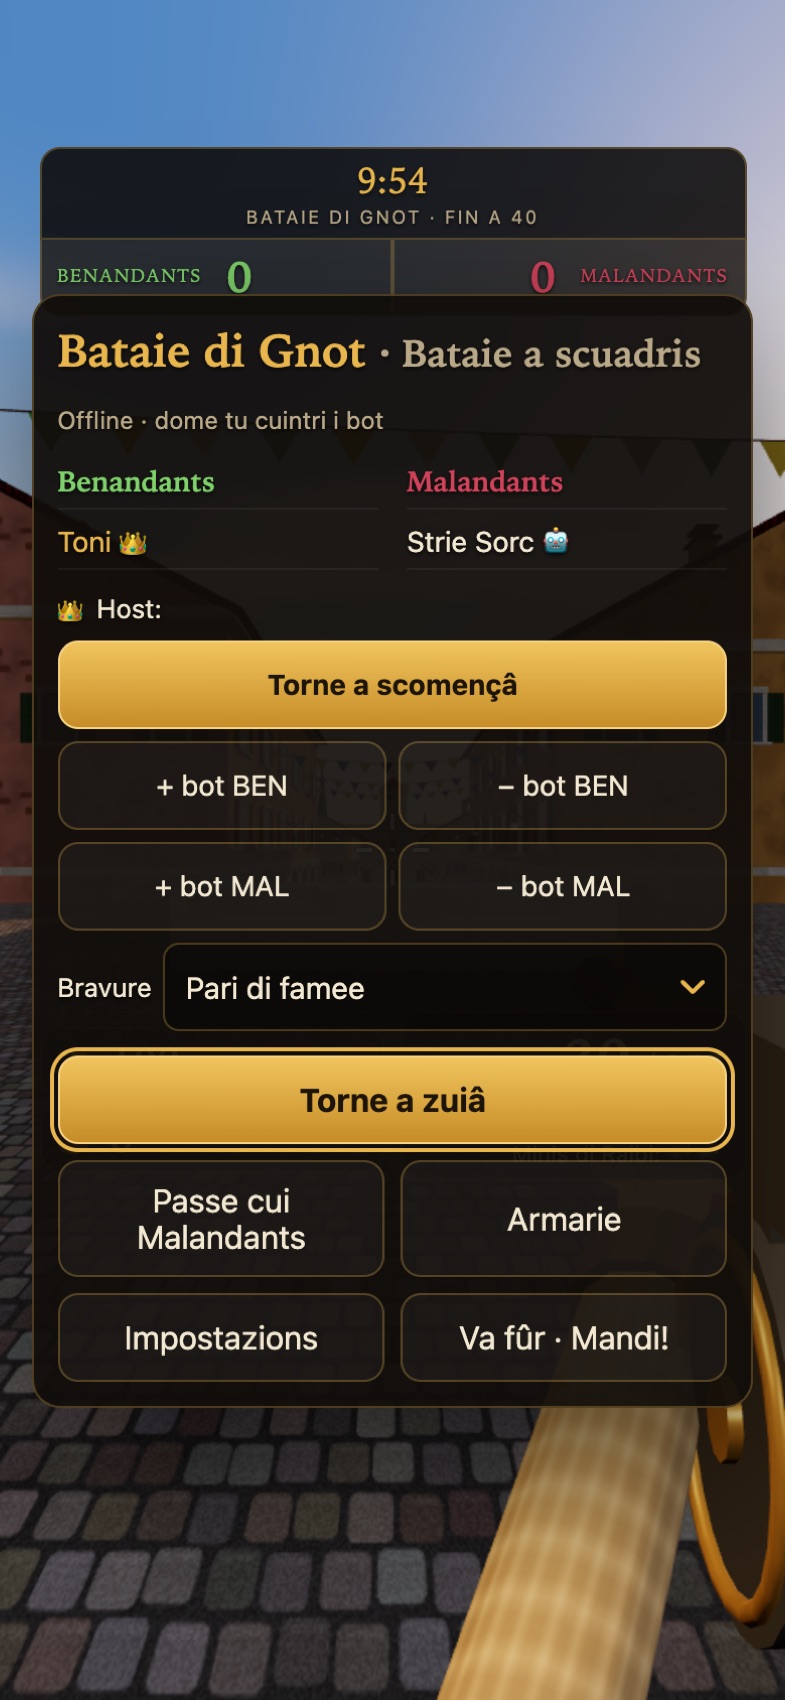 9:54
BATAIE DI GNOT · FIN A 40
BENANDANTS 0 0 MALANDANTS
Bataie di Gnot · Bataie a scuadris
Offline · dome tu cuintri i bot
Benandants Malandants
Toni 👑 Strie Sorc 🤖
👑 Host:
Torne a scomençâ
+ bot BEN – bot BEN
+ bot MAL – bot MAL
Bravure Pari di famee
Torne a zuiâ
Passe cui
Malandants
Armarie
Impostazions Va fûr · Mandi!